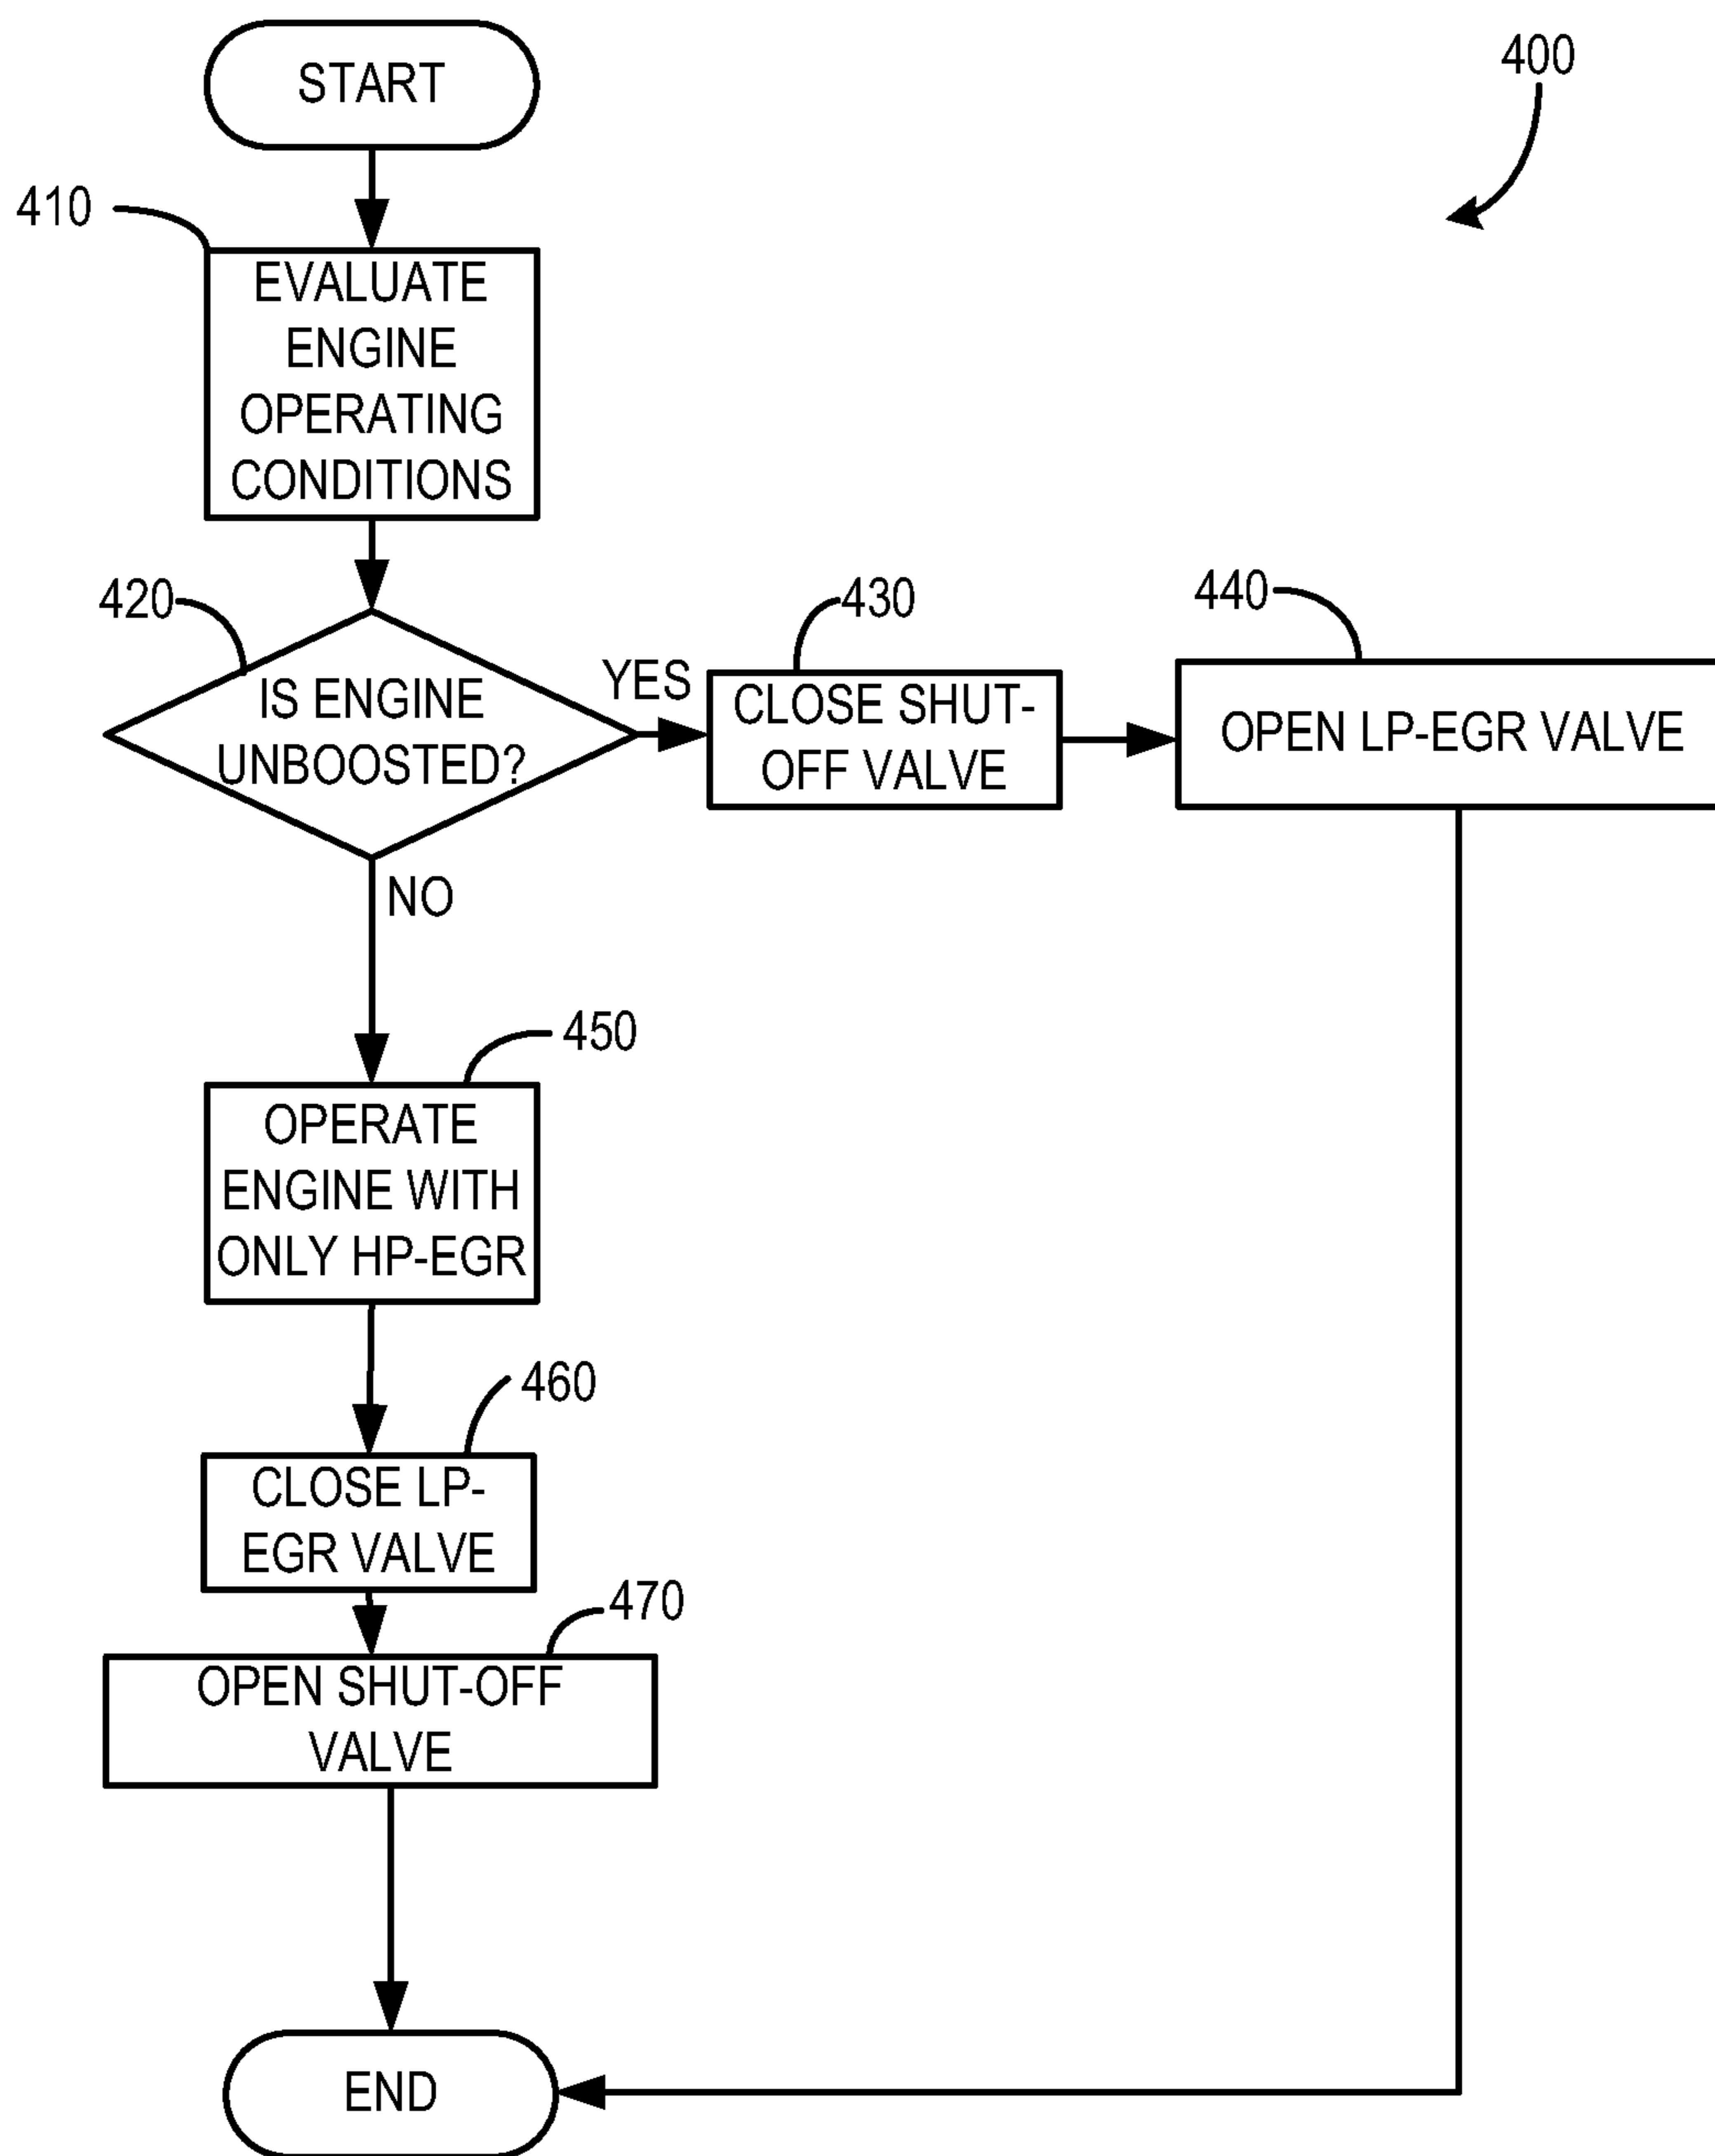 START
400
410
EVALUATE
ENGINE
OPERATING
CONDITIONS
420
IS ENGINE
UNBOOSTED?
YES
430
CLOSE SHUT-
OFF VALVE
440
OPEN LP-EGR VALVE
NO
450
OPERATE
ENGINE WITH
ONLY HP-EGR
460
CLOSE LP-
EGR VALVE
470
OPEN SHUT-OFF
VALVE
END